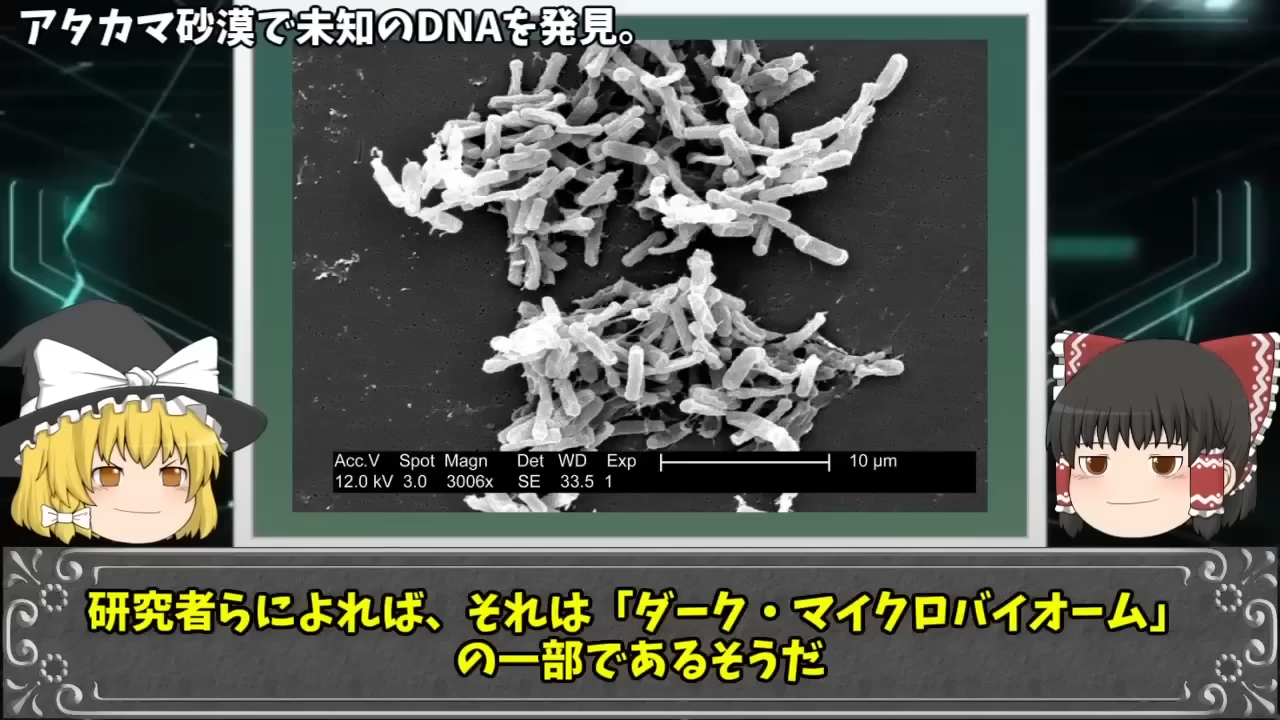 アタカマ砂漠で未知のDNAを発見。
Acc.V Spot Magn Det WD Exp 10 µm
12.0 kV 3.0 3006x SE 33.5 1
研究者らによれば、それは「ダーク・マイクロバイオーム」
の一部であるそうだ